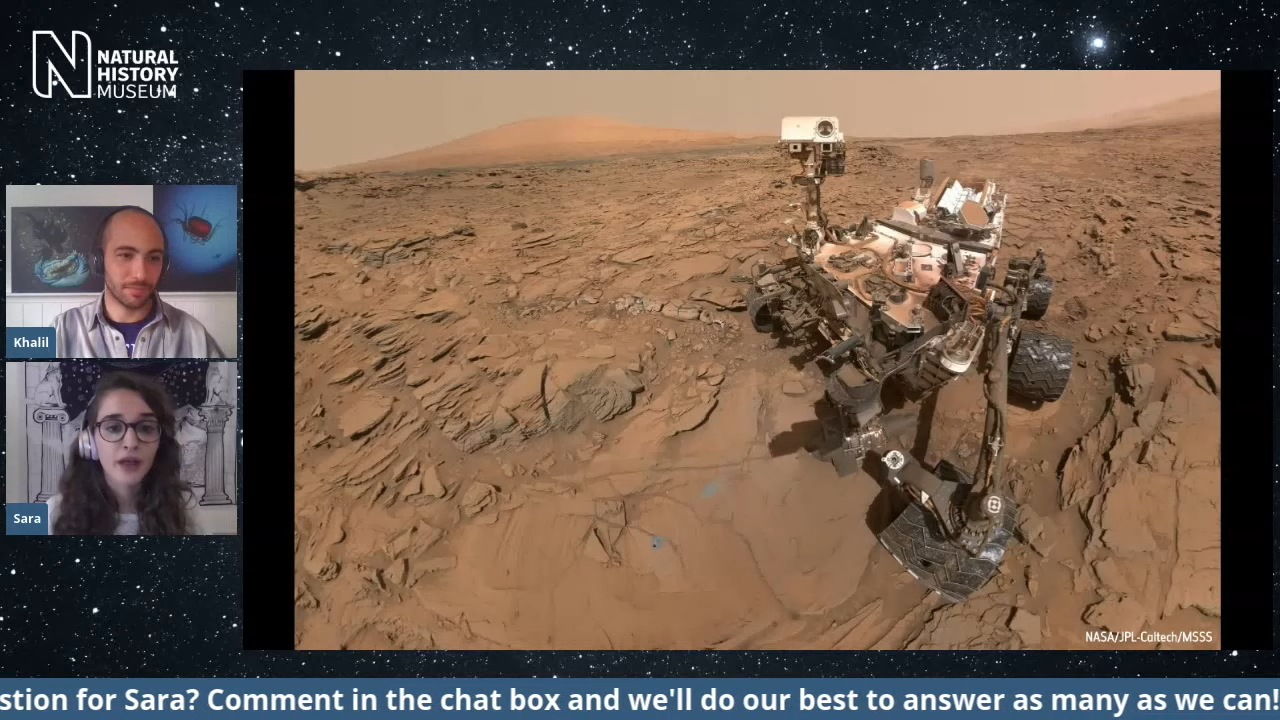 NATURAL
HISTORY
MUSEUM
Khalil
Sara
NASA/JPL-Caltech/MSSS
stion for Sara? Comment in the chat box and we'll do our best to answer as many as we can!